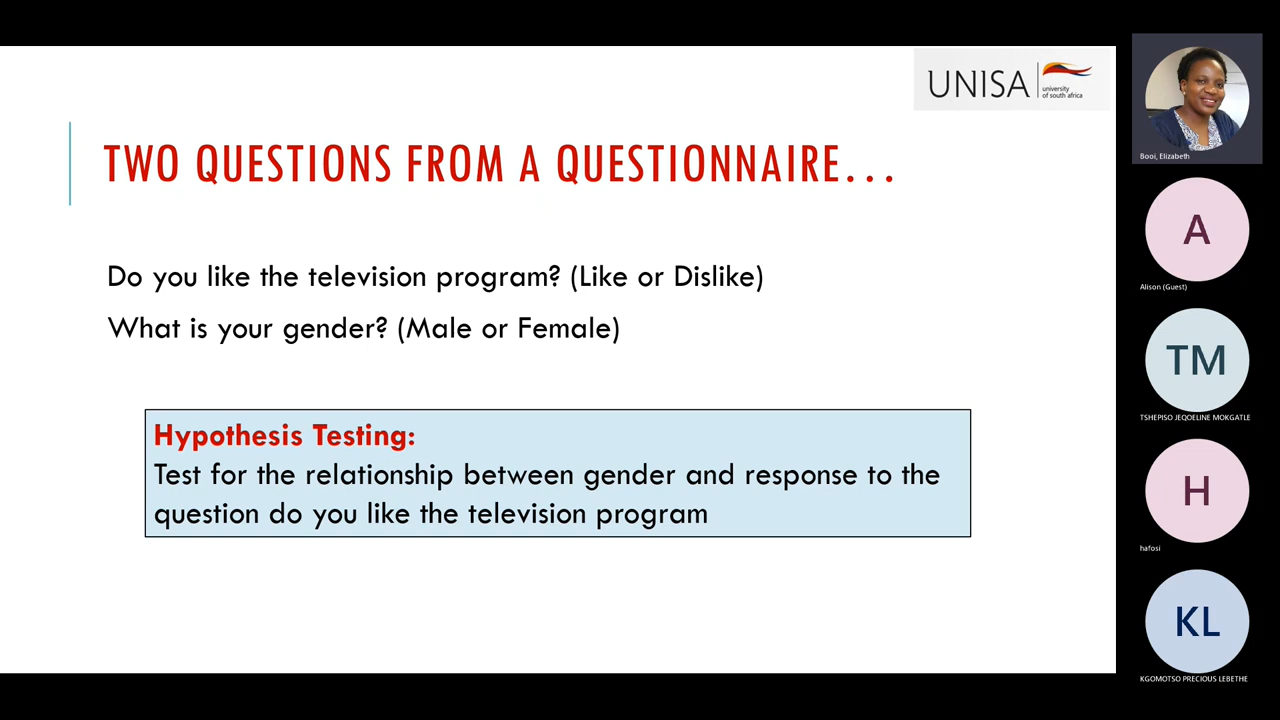 UNISA
university
of south africa
TWO QUESTIONS FROM A QUESTIONNAIRE...
Do you like the television program? (Like or Dislike)
What is your gender? (Male or Female)
Hypothesis Testing:
Test for the relationship between gender and response to the
question do you like the television program
Booi, Elizabeth
A
Alison (Guest)
TM
TSHEPISO JEQOELINE MOKGATLE
H
hafosi
KL
KGOMOTSO PRECIOUS LEBETHE